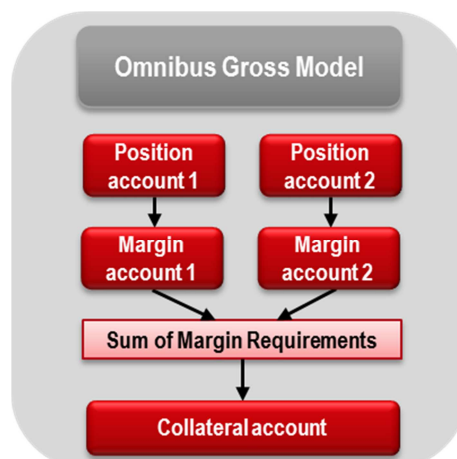 Omnibus Gross Model
Position
account 1
Position
account 2
Margin
account 1
Margin
account 2
Sum of Margin Requirements
Collateral account